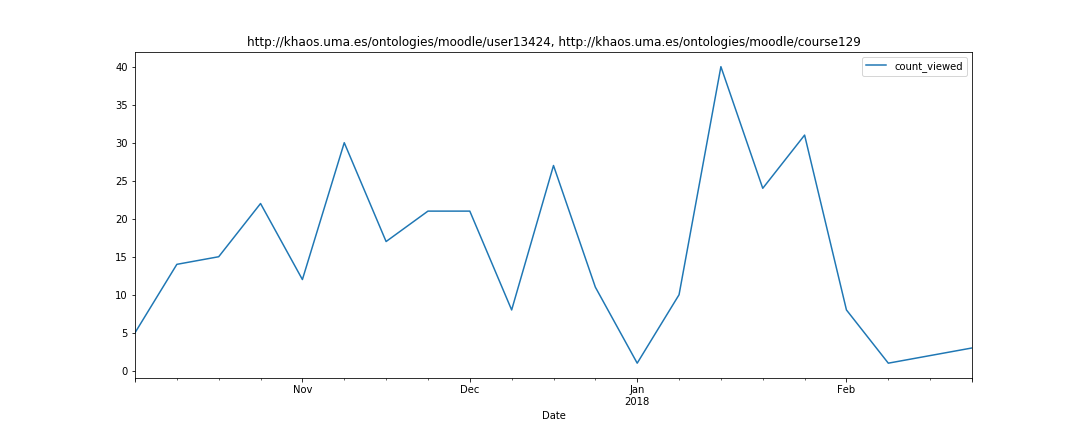 http://khaos.uma.es/ontologies/moodle/user13424, http://khaos.uma.es/ontologies/moodle/course129
count_viewed
40
35
30
25
20
15
10
5
0
Nov
Dec
Jan
2018
Feb
Date